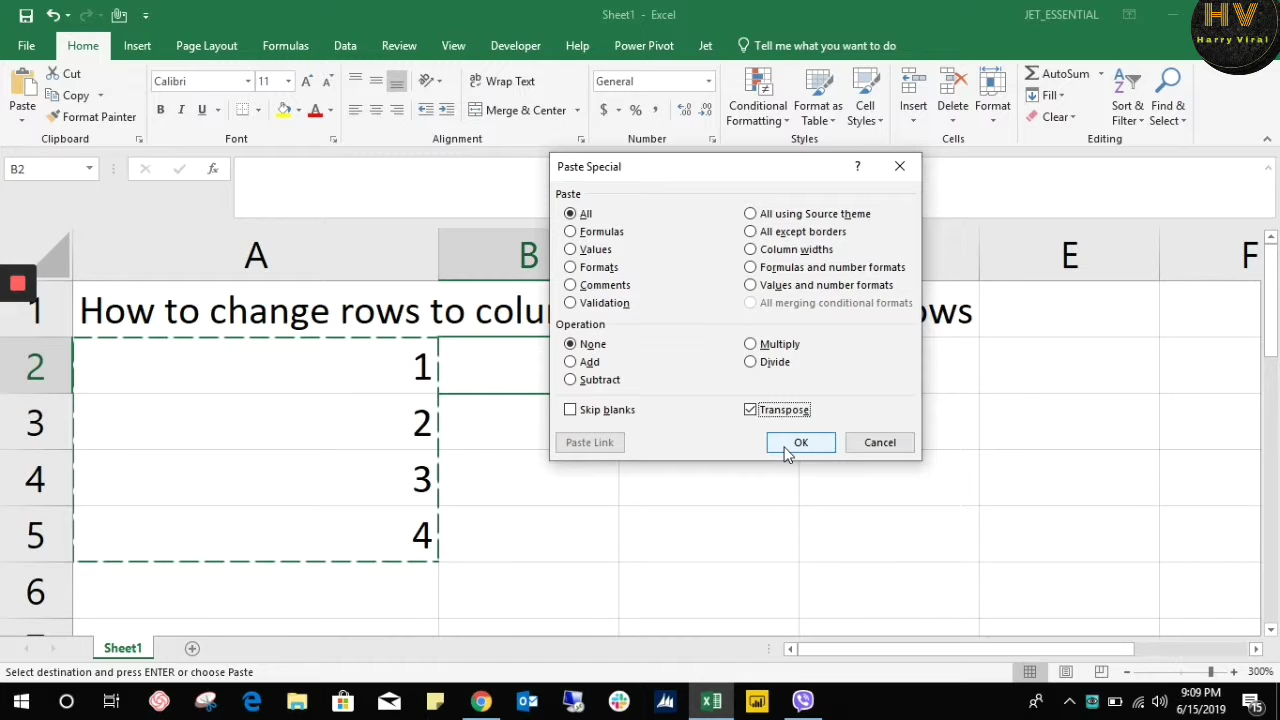 Sheet1 - Excel
JET_ESSENTIAL
HV
Harry Viral
File Home Insert Page Layout Formulas Data Review View Developer Help Power Pivot Jet Tell me what you want to do
Paste
Cut
Copy
Format Painter
Clipboard
Calibri 11
B I U
Font
Wrap Text
Merge & Center
Alignment
General
$ % ,
Number
Conditional Formatting
Format as Table
Cell Styles
Styles
Insert
Delete
Format
Cells
AutoSum
Fill
Clear
Sort & Filter
Find & Select
Editing
B2
fx
Paste Special ?
Paste
All
Formulas
Values
Formats
Comments
Validation
All using Source theme
All except borders
Column widths
Formulas and number formats
Values and number formats
All merging conditional formats
Operation
None
Add
Subtract
Multiply
Divide
Skip blanks
Transpose
Paste Link
OK
Cancel
A B E F
1 How to change rows to colu ows
2 1
3 2
4 3
5 4
6
Sheet1
Select destination and press ENTER or choose Paste
300%
9:09 PM
6/15/2019
15